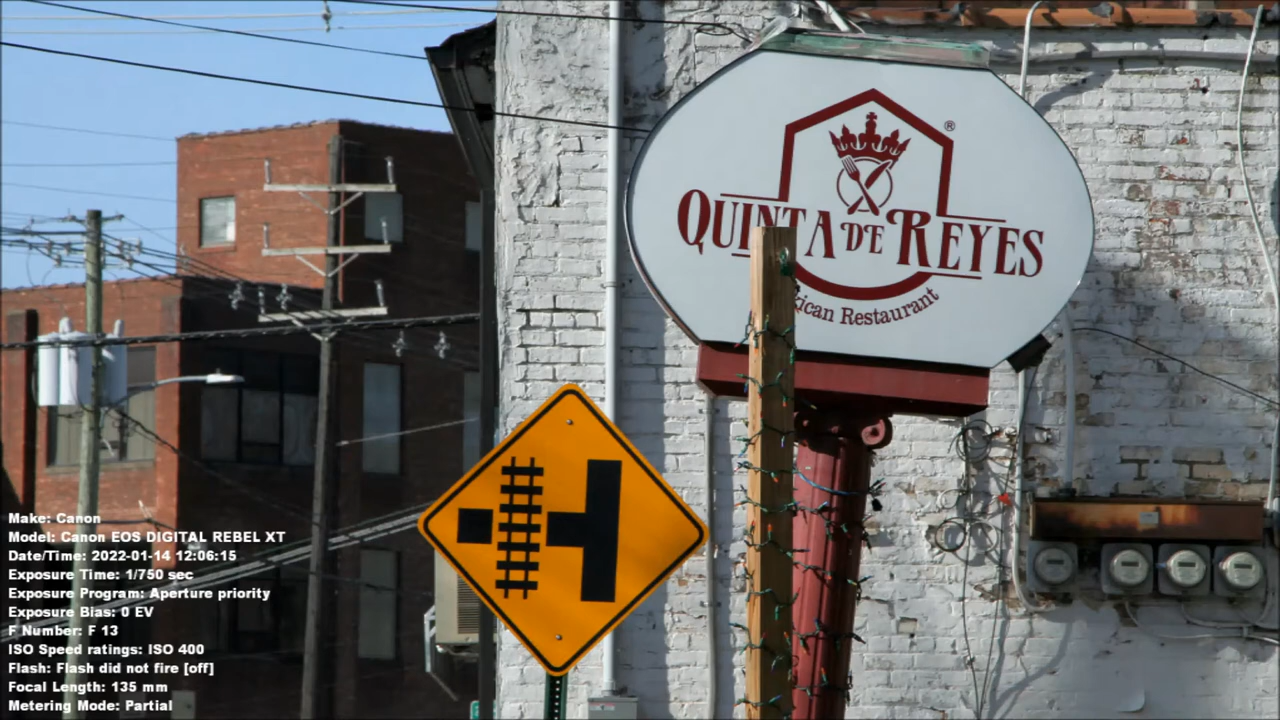 ®
QUINTA DE REYES
ican Restaurant
Make: Canon
Model: Canon EOS DIGITAL REBEL XT
Date/Time: 2022-01-14 12:06:15
Exposure Time: 1/750 sec
Exposure Program: Aperture priority
Exposure Bias: 0 EV
F Number: F 13
ISO Speed ratings: ISO 400
Flash: Flash did not fire [off]
Focal Length: 135 mm
Metering Mode: Partial